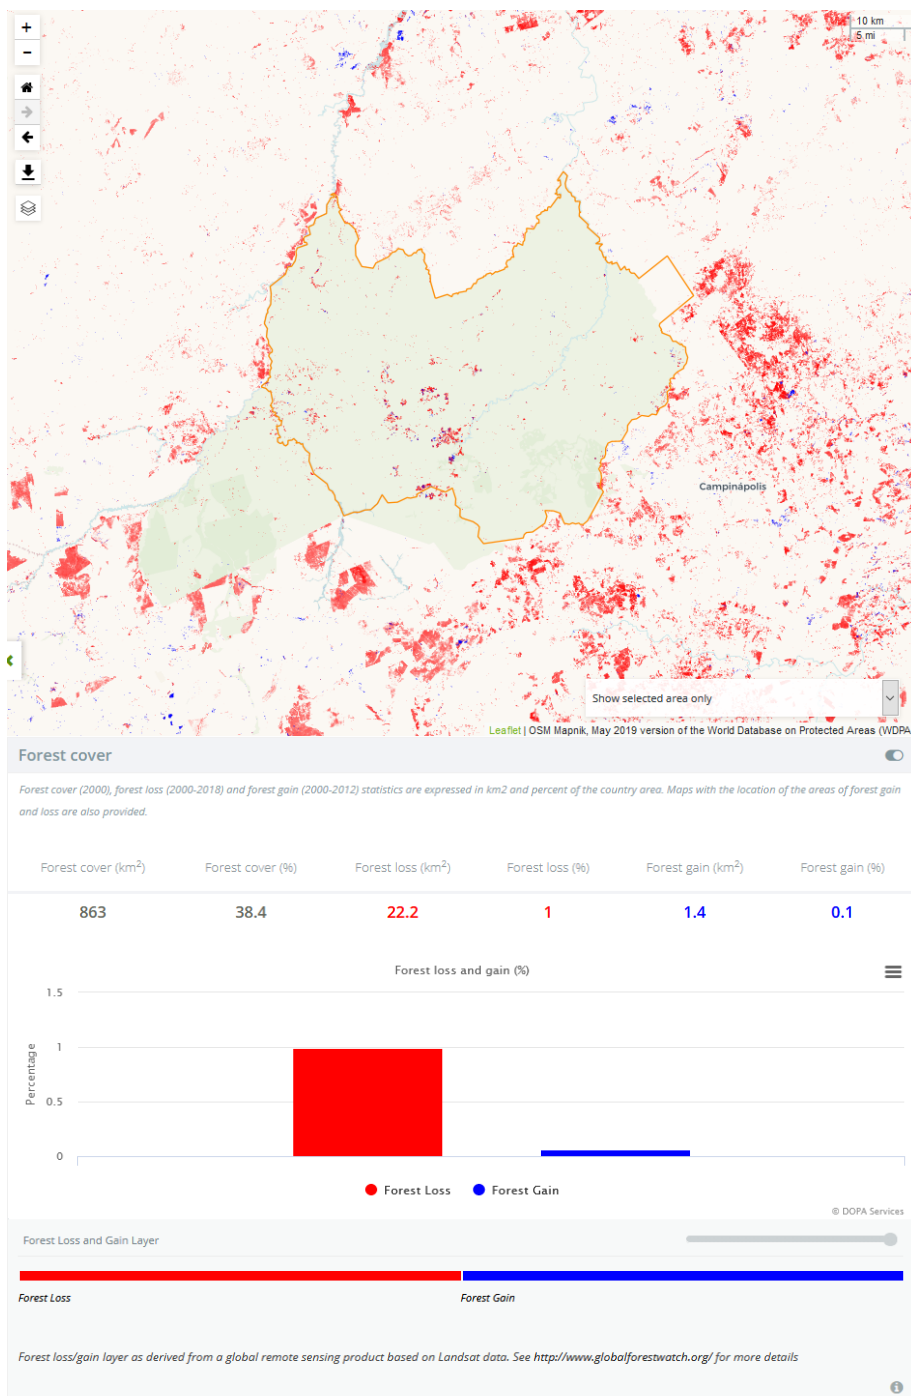 +
10 km
5 mi
−
Campinápolis
Show selected area only
Leaflet | OSM Mapnik, May 2019 version of the World Database on Protected Areas (WDPA
Forest cover
Forest cover (2000), forest loss (2000-2018) and forest gain (2000-2012) statistics are expressed in km2 and percent of the country area. Maps with the location of the areas of forest gain
and loss are also provided.
Forest cover (km²) Forest cover (%) Forest loss (km²) Forest loss (%) Forest gain (km²) Forest gain (%)
863 38.4 22.2 1 1.4 0.1
Forest loss and gain (%)
1.5
1
0.5
0
Percentage
Forest Loss Forest Gain
© DOPA Services
Forest Loss and Gain Layer
Forest Loss Forest Gain
Forest loss/gain layer as derived from a global remote sensing product based on Landsat data. See http://www.globalforestwatch.org/ for more details